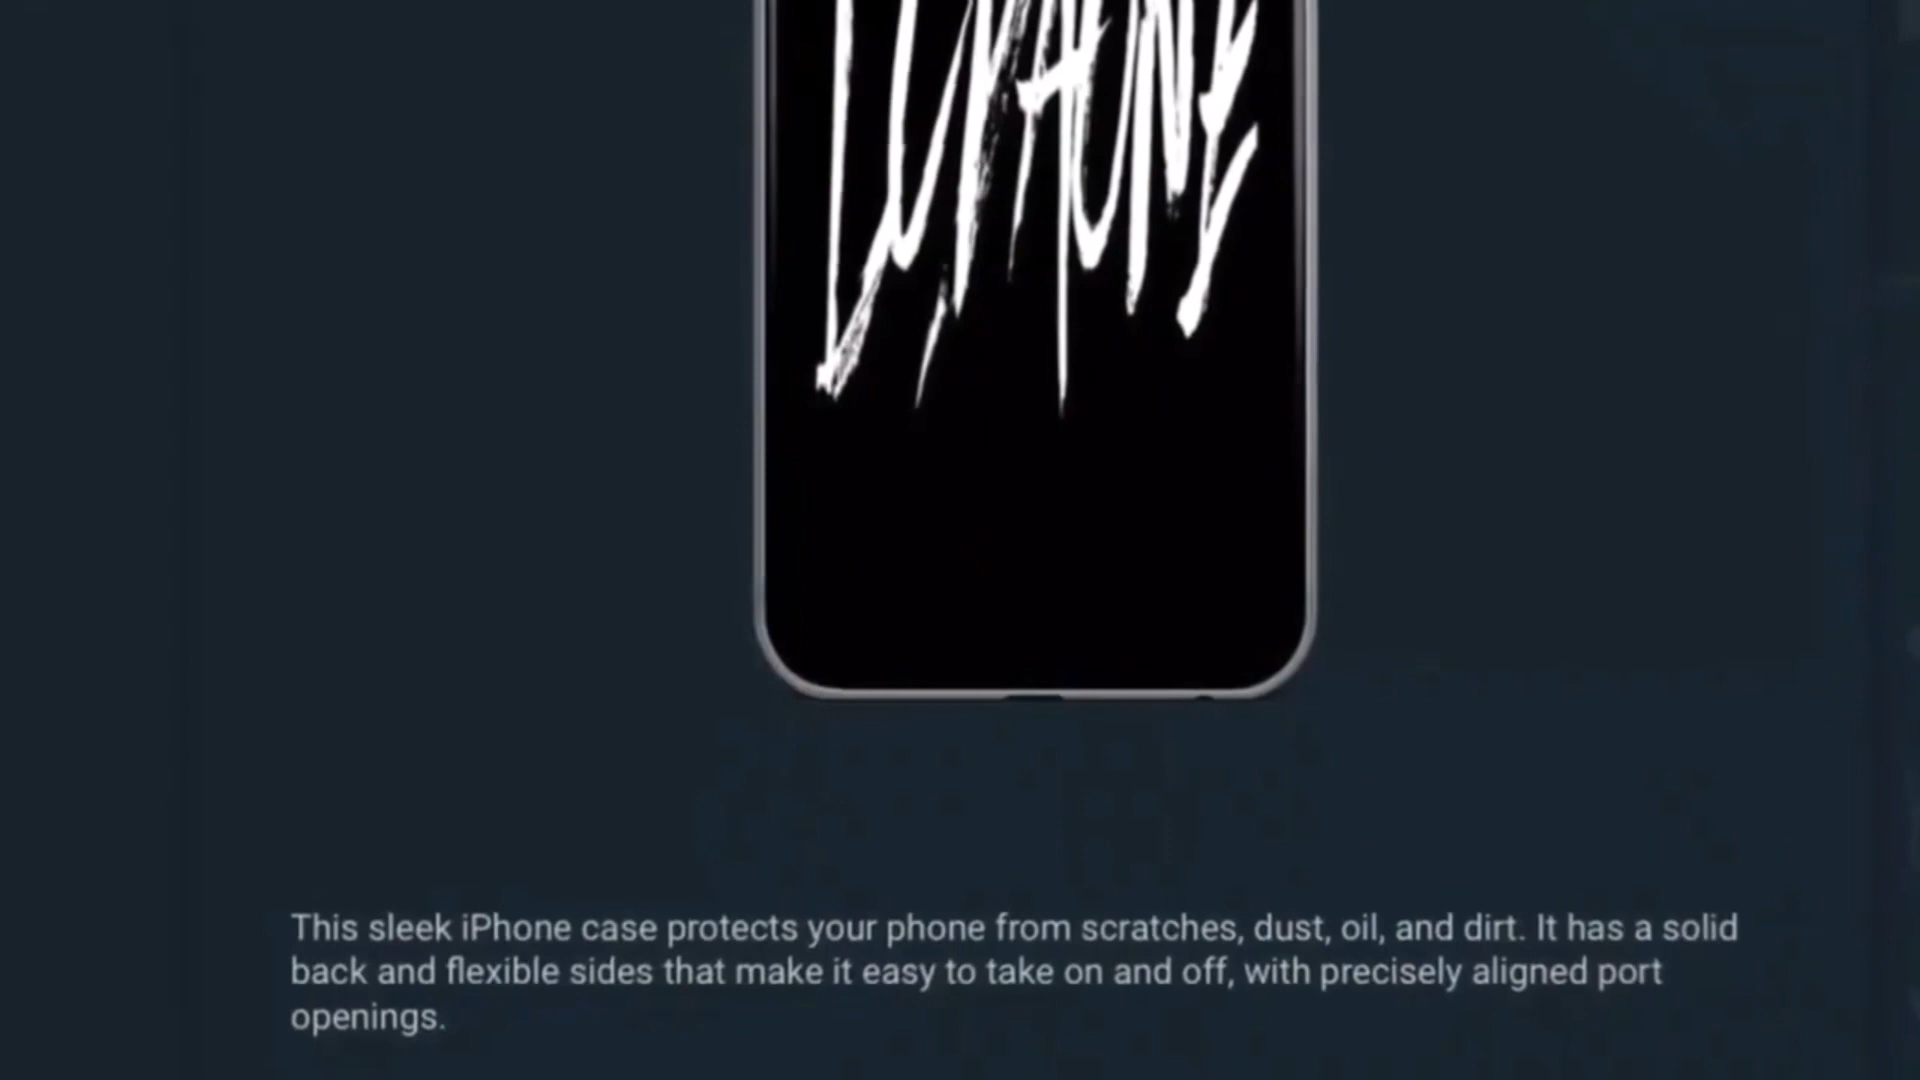 This sleek iPhone case protects your phone from scratches, dust, oil, and dirt. It has a solid
back and flexible sides that make it easy to take on and off, with precisely aligned port
openings.